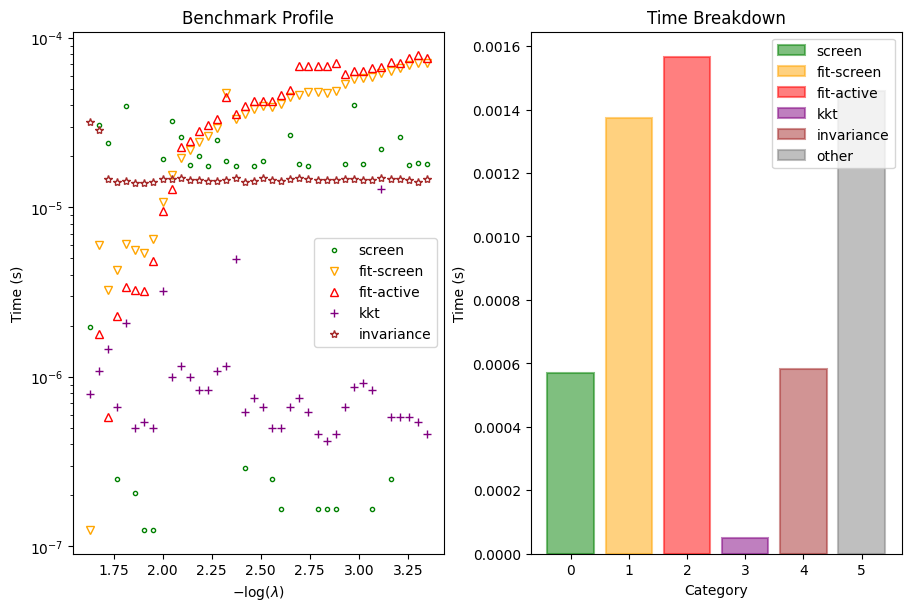 Benchmark Profile
10⁻⁴
10⁻⁵
10⁻⁶
10⁻⁷
Time (s)
screen
fit-screen
fit-active
kkt
invariance
1.75 2.00 2.25 2.50 2.75 3.00 3.25
−log(λ)
Time Breakdown
0.0016
0.0014
0.0012
0.0010
0.0008
0.0006
0.0004
0.0002
0.0000
Time (s)
screen
fit-screen
fit-active
kkt
invariance
other
0 1 2 3 4 5
Category